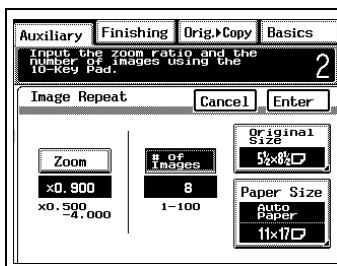 Auxiliary Finishing Orig.▸Copy Basics
Input the zoom ratio and the
number of images using the
10-Key Pad.
2
Image Repeat
Cancel Enter
Original
Size
5½×8½
Zoom
# of
Images
×0.900
8
×0.500
-4.000
1-100
Paper Size
Auto
Paper
11×17